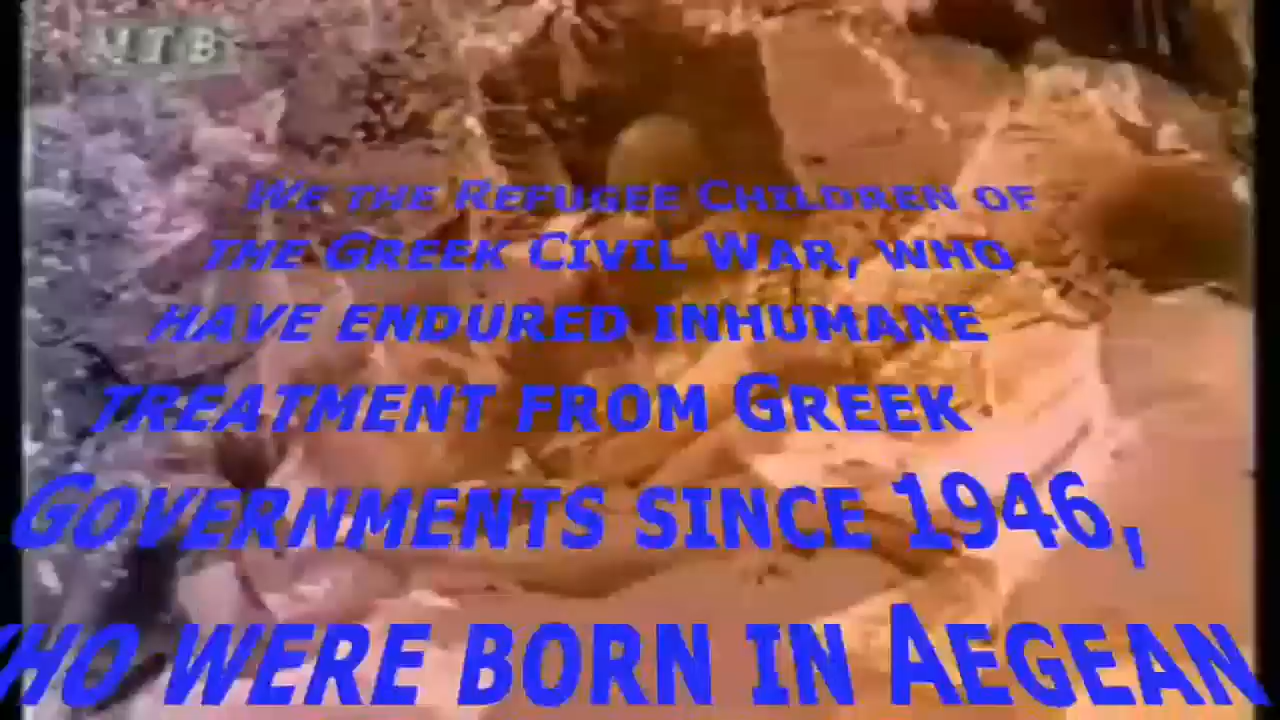 МТВ
WE THE REFUGEE CHILDREN OF
THE GREEK CIVIL WAR, WHO
HAVE ENDURED INHUMANE
TREATMENT FROM GREEK
GOVERNMENTS SINCE 1946,
WHO WERE BORN IN AEGEAN